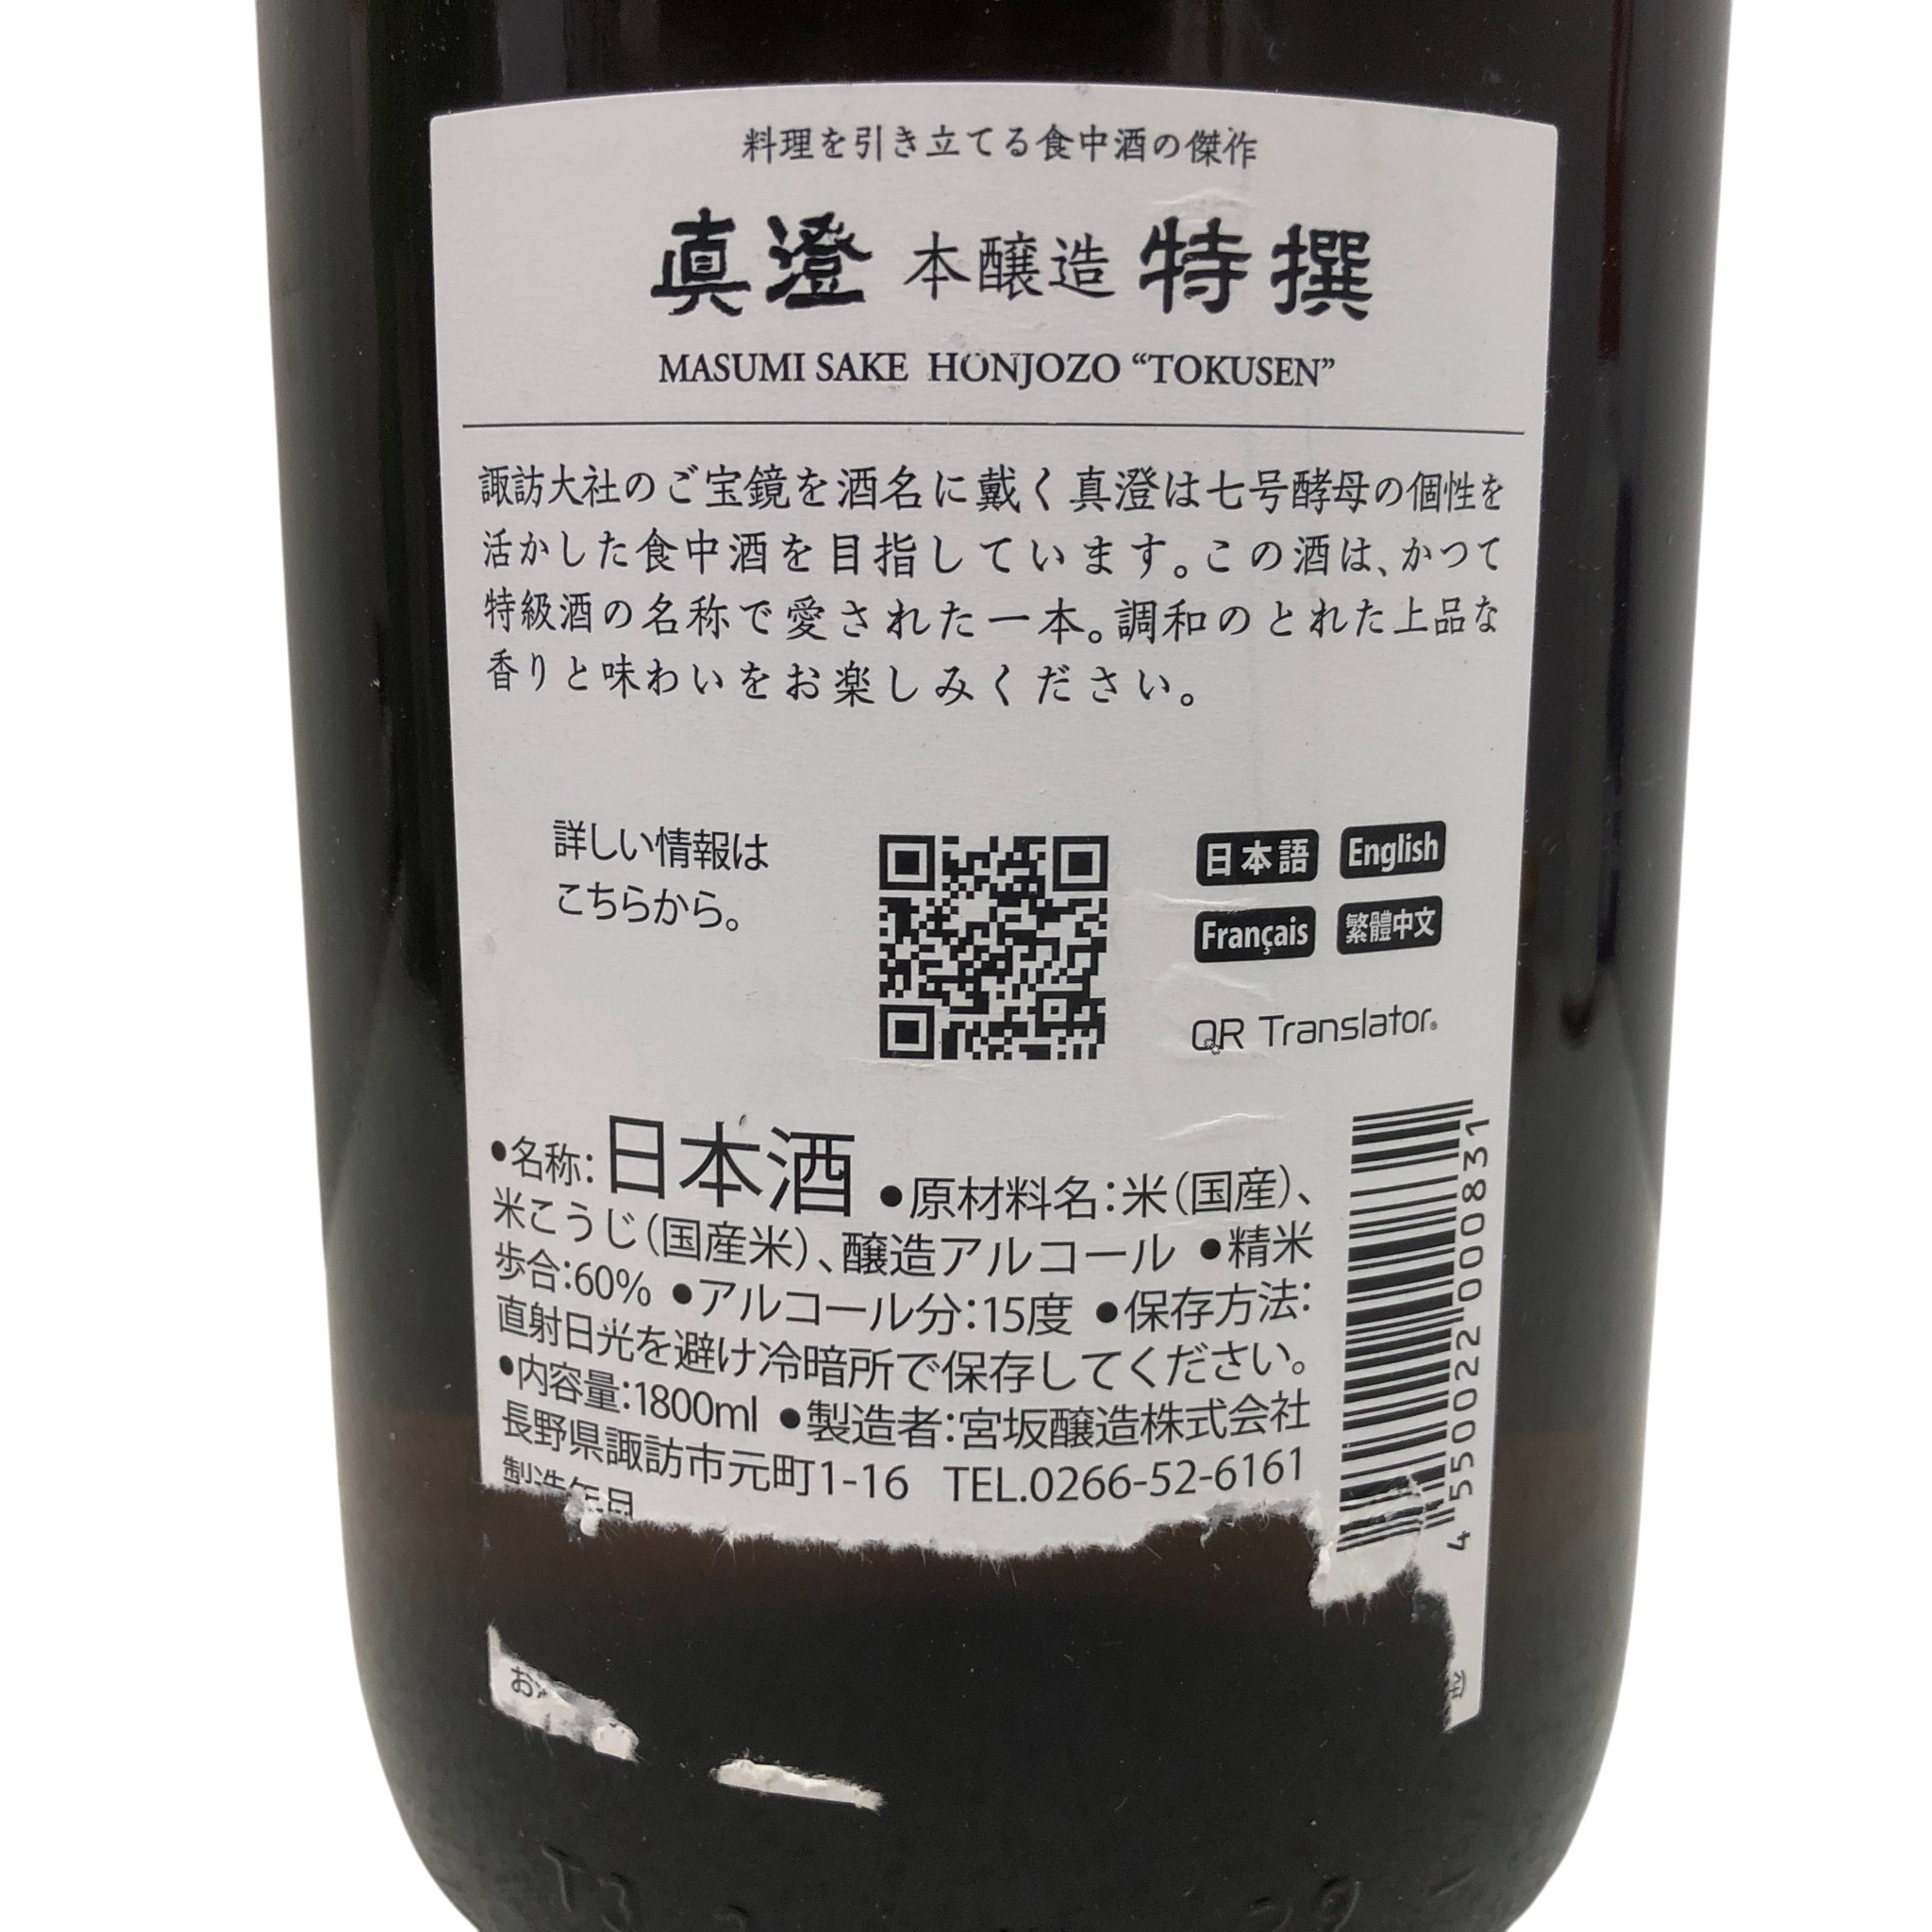 料理を引き立てる食中酒の傑作
真澄 本醸造 特撰
MASUMI SAKE HONJOZO “TOKUSEN”
諏訪大社のご宝鏡を酒名に戴く真澄は七号酵母の個性を
活かした食中酒を目指しています。この酒は、かつて
特級酒の名称で愛された一本。調和のとれた上品な
香りと味わいをお楽しみください。
詳しい情報は
こちらから。
日本語 English
Français 繁體中文
QR Translator®
●名称:日本酒 ●原材料名:米(国産)、
米こうじ(国産米)、醸造アルコール ●精米
歩合:60% ●アルコール分:15度 ●保存方法:
直射日光を避け冷暗所で保存してください。
●内容量:1800ml ●製造者:宮坂醸造株式会社
長野県諏訪市元町1-16 TEL.0266-52-6161
製造年月
4 550022 000831
お